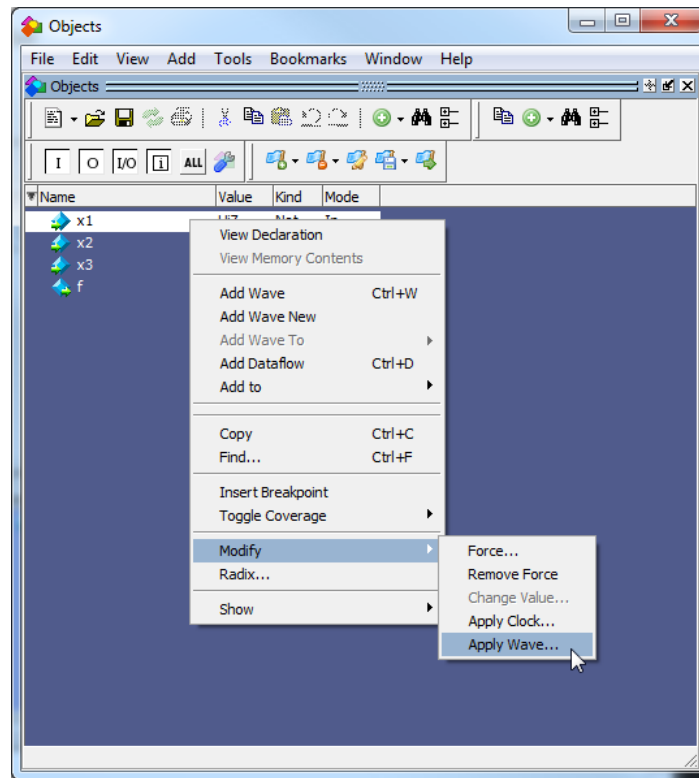 Objects
File Edit View Add Tools Bookmarks Window Help
Objects
I O I/O i ALL
Name Value Kind Mode
x1
x2
x3
f
View Declaration
View Memory Contents
Add Wave Ctrl+W
Add Wave New
Add Wave To
Add Dataflow Ctrl+D
Add to
Copy Ctrl+C
Find... Ctrl+F
Insert Breakpoint
Toggle Coverage
Modify
Radix...
Show
Force...
Remove Force
Change Value...
Apply Clock...
Apply Wave...